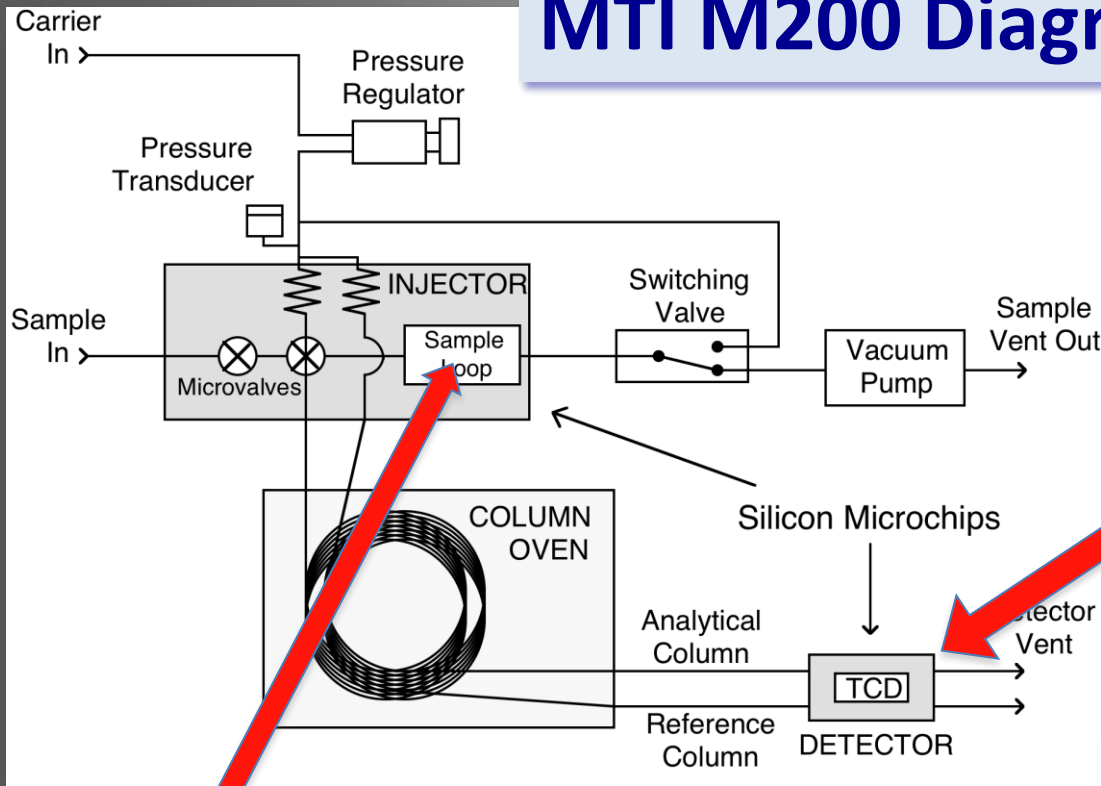 MTI M200
Carrier
In
Pressure
Regulator
Pressure
Transducer
INJECTOR
Switching
Valve
Sample
Vent Out
Sample
In
Sample
Microvalves
Vacuum
Pump
COLUMN
OVEN
Silicon Microchips
Analytical
Column
Vent
TCD
Reference
Column
DETECTOR